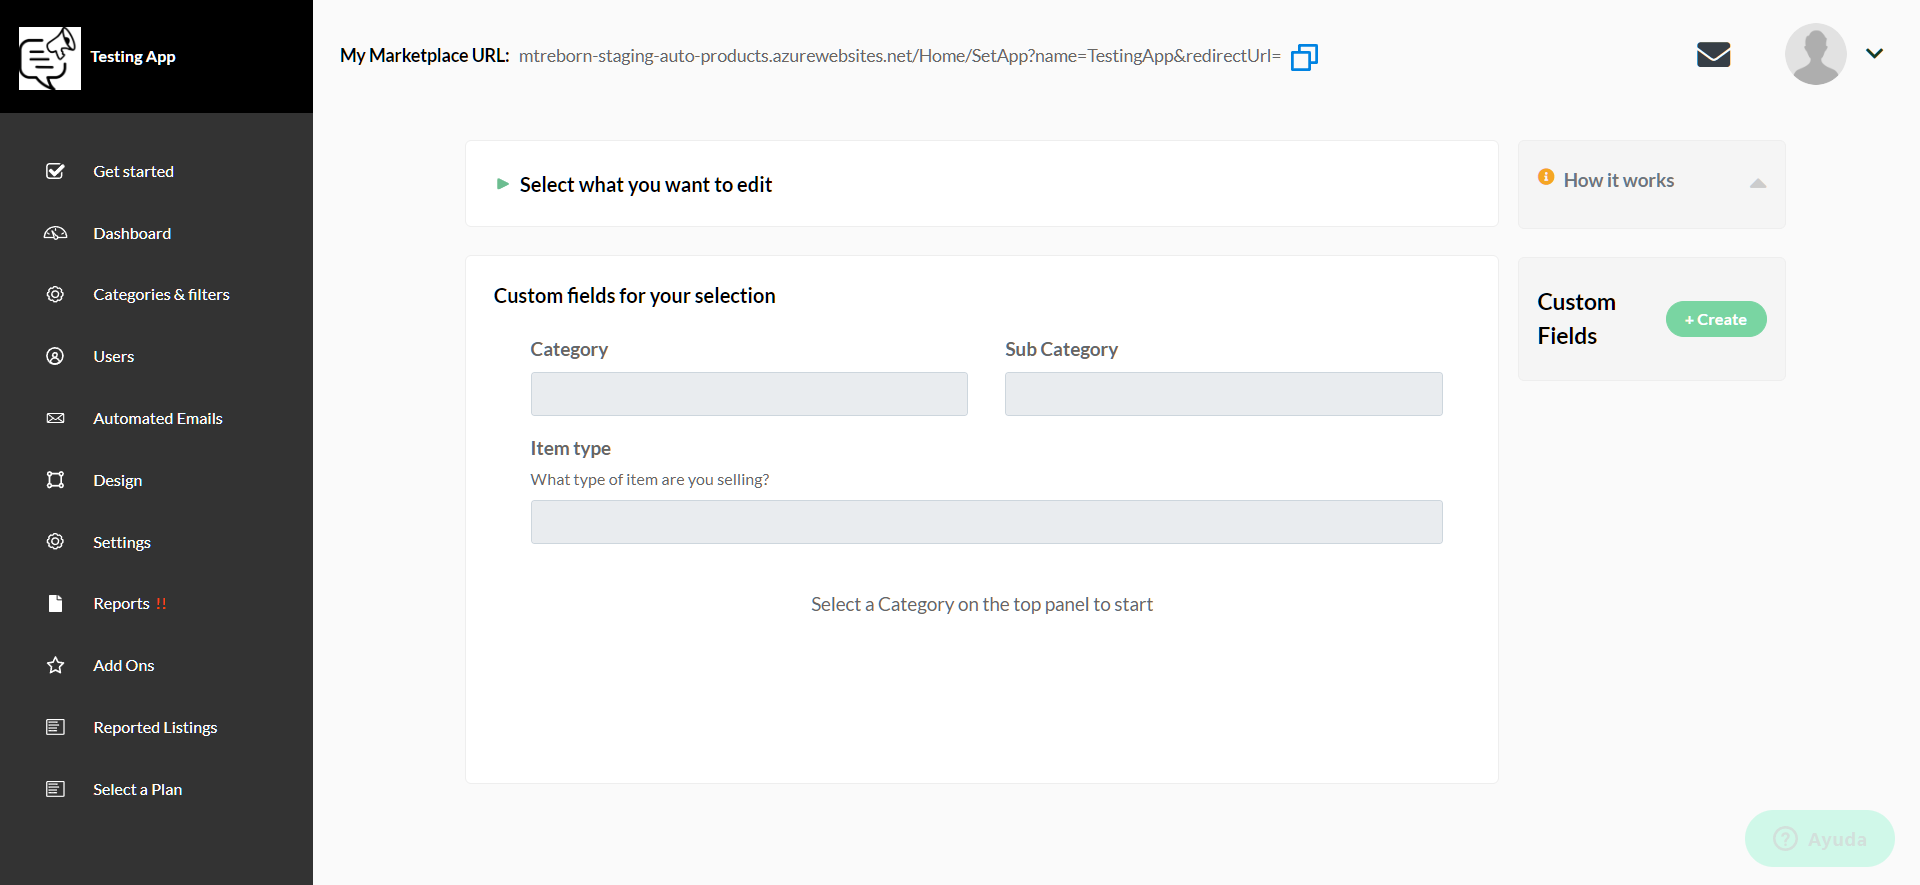 Testing App
My Marketplace URL: mtreborn-staging-auto-products.azurewebsites.net/Home/SetApp?name=TestingApp&redirectUrl=
Get started
Dashboard
Categories & filters
Users
Automated Emails
Design
Settings
Reports !!
Add Ons
Reported Listings
Select a Plan
Select what you want to edit
Custom fields for your selection
Category
Sub Category
Item type
What type of item are you selling?
Select a Category on the top panel to start
How it works
Custom
Fields
+ Create
Ayuda